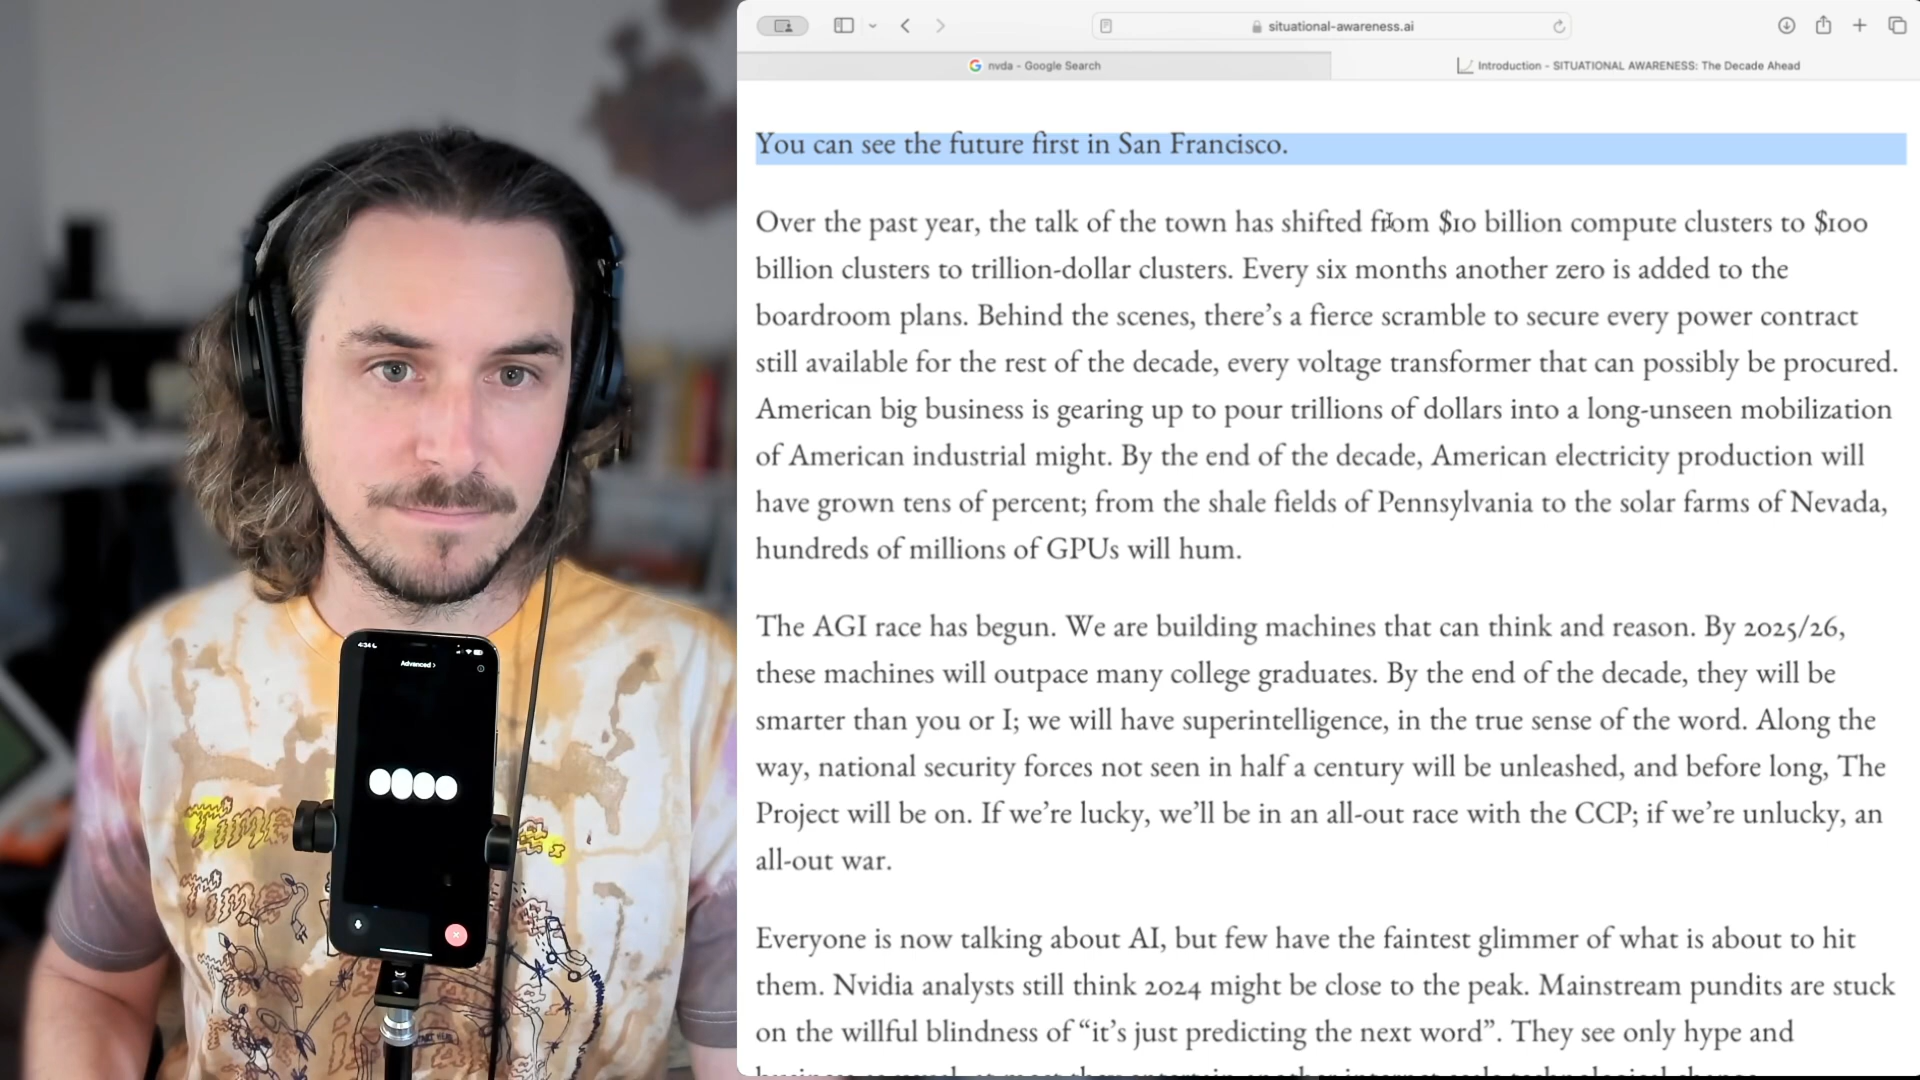 situational-awareness.ai
nvda - Google Search
Introduction - SITUATIONAL AWARENESS: The Decade Ahead
You can see the future first in San Francisco.
Over the past year, the talk of the town has shifted from $10 billion compute clusters to $100
billion clusters to trillion-dollar clusters. Every six months another zero is added to the
boardroom plans. Behind the scenes, there’s a fierce scramble to secure every power contract
still available for the rest of the decade, every voltage transformer that can possibly be procured.
American big business is gearing up to pour trillions of dollars into a long-unseen mobilization
of American industrial might. By the end of the decade, American electricity production will
have grown tens of percent; from the shale fields of Pennsylvania to the solar farms of Nevada,
hundreds of millions of GPUs will hum.
The AGI race has begun. We are building machines that can think and reason. By 2025/26,
these machines will outpace many college graduates. By the end of the decade, they will be
smarter than you or I; we will have superintelligence, in the true sense of the word. Along the
way, national security forces not seen in half a century will be unleashed, and before long, The
Project will be on. If we’re lucky, we’ll be in an all-out race with the CCP; if we’re unlucky, an
all-out war.
Everyone is now talking about AI, but few have the faintest glimmer of what is about to hit
them. Nvidia analysts still think 2024 might be close to the peak. Mainstream pundits are stuck
on the willful blindness of “it’s just predicting the next word”. They see only hype and
4:34
Advanced
Time
Time